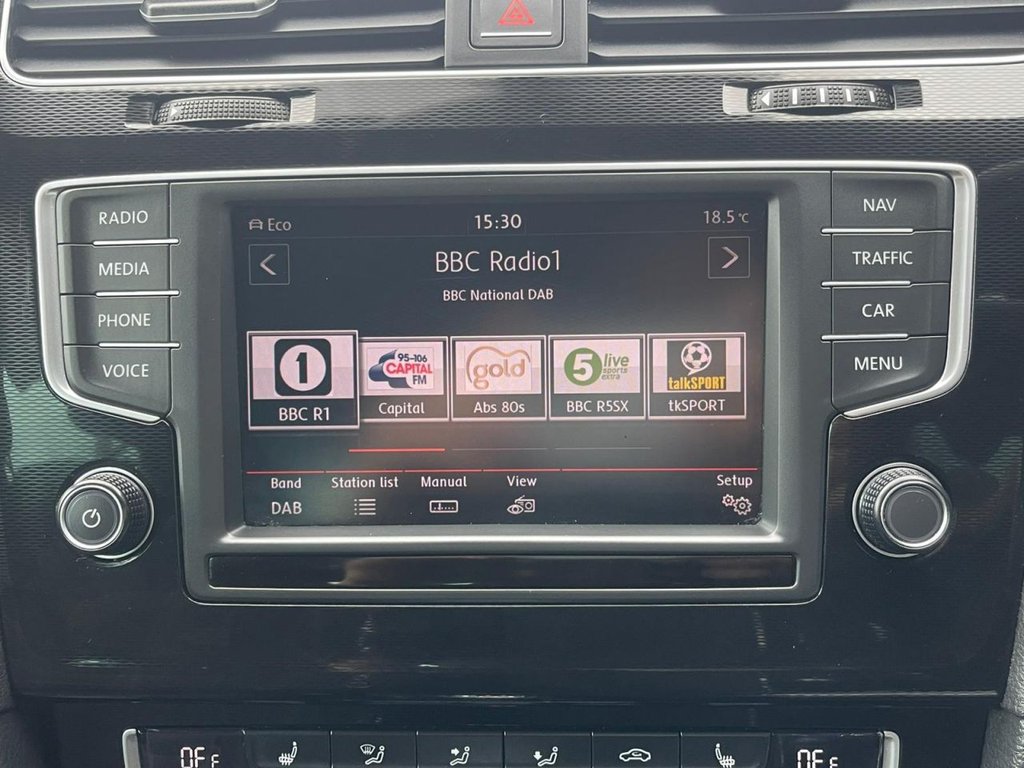 RADIO
MEDIA
PHONE
VOICE
Eco 15:30 18.5 °C
BBC Radio1
BBC National DAB
1
BBC R1
95-106
CAPITAL
FM
Capital
gold
Abs 80s
5 live
sports
extra
BBC R5SX
talkSPORT
tkSPORT
Band Station list Manual View Setup
DAB
NAV
TRAFFIC
CAR
MENU
OFF
OFF